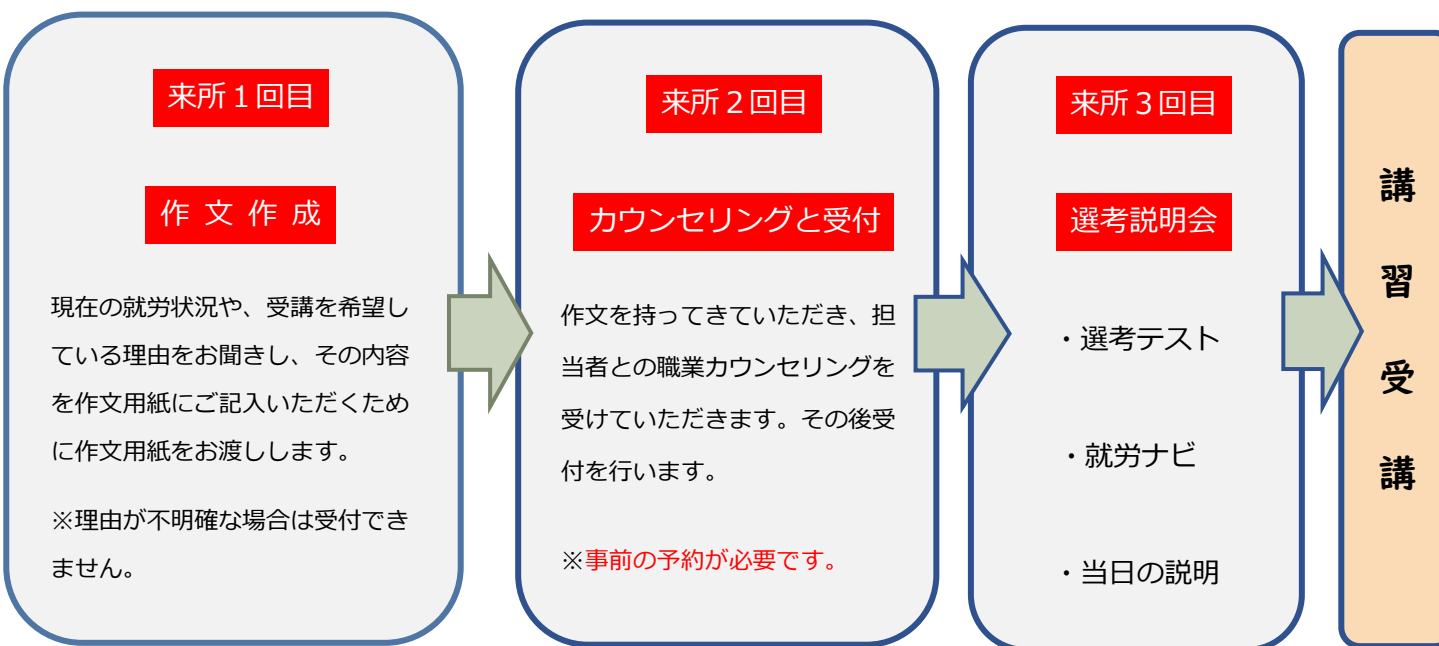 来所１回目
作 文 作 成
現在の就労状況や、受講を希望し
ている理由をお聞きし、その内容
を作文用紙にご記入いただくため
に作文用紙をお渡しします。
※理由が不明確な場合は受付でき
ません。
来所２回目
カウンセリングと受付
作文を持ってきていただき、担
当者との職業カウンセリングを
受けていただきます。その後受
付を行います。
※事前の予約が必要です。
来所３回目
選考説明会
・選考テスト
・就労ナビ
・当日の説明
講習受講